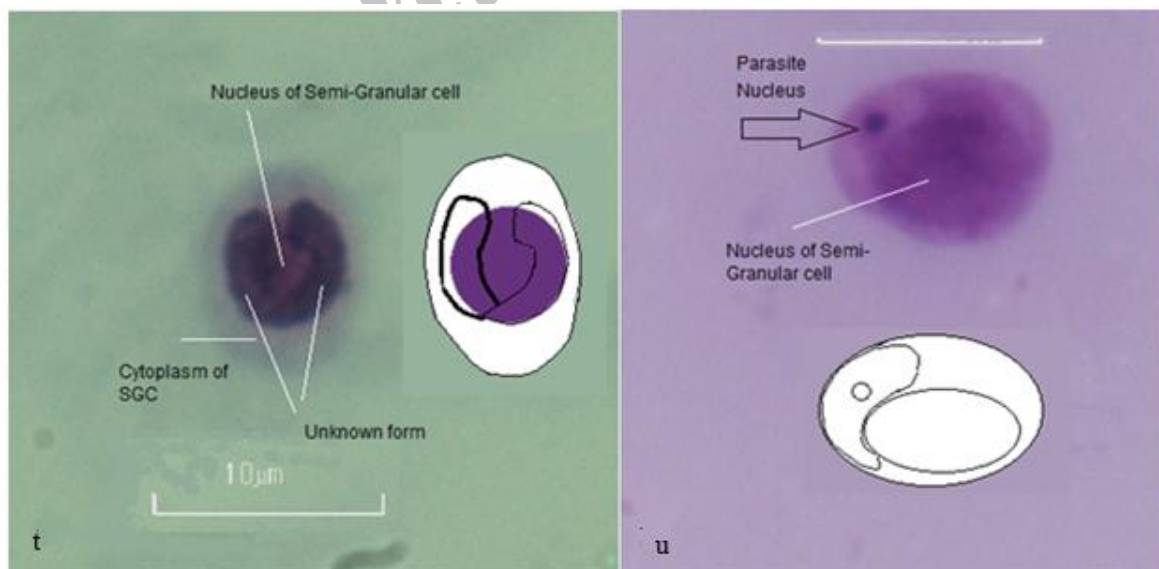 Nucleus of Semi-Granular cell
Cytoplasm of
SGC
Unknown form
10µm
t
Parasite
Nucleus
Nucleus of Semi-
Granular cell
u